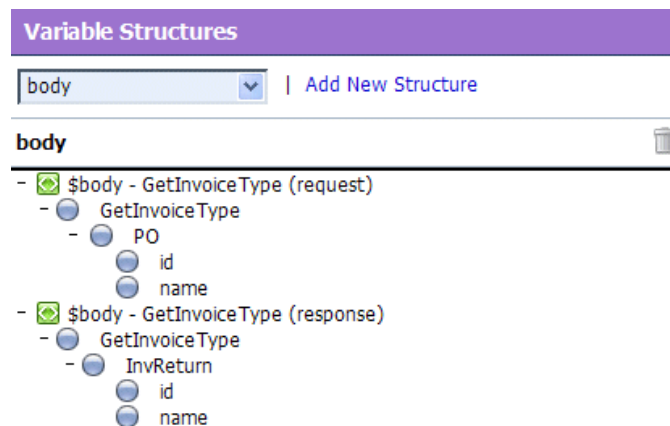 Variable Structures
body | Add New Structure
body
- $body - GetInvoiceType (request)
- GetInvoiceType
- PO
id
name
- $body - GetInvoiceType (response)
- GetInvoiceType
- InvReturn
id
name